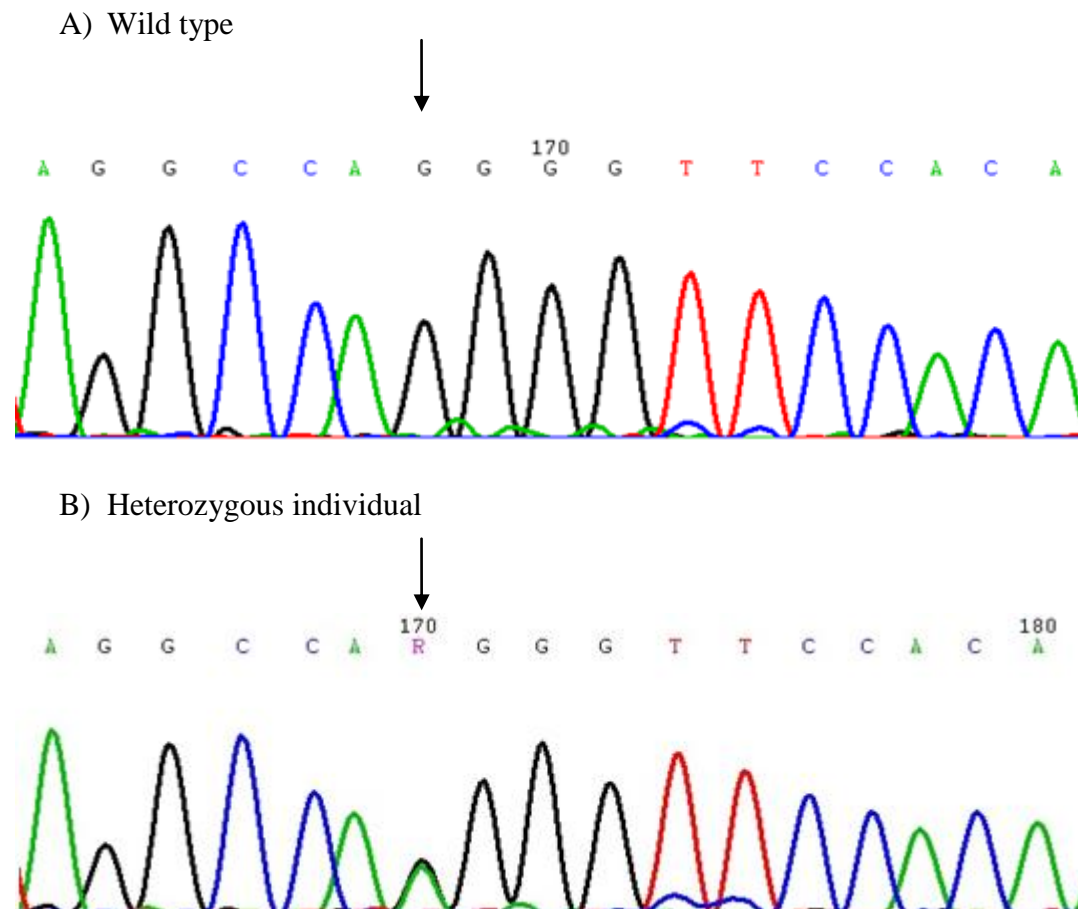 A) Wild type
170
A G G C C A G G G G T T C C A C A
B) Heterozygous individual
170 180
A G G C C A R G G G T T C C A C A